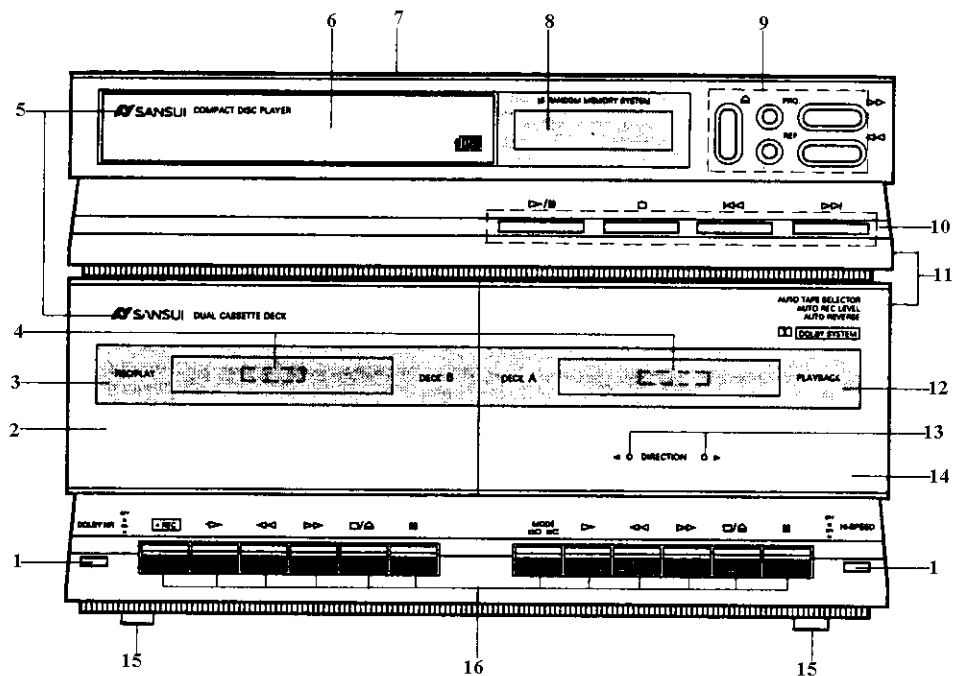 6
7
8
9
5
SANSUI COMPACT DISC PLAYER
16 RANDOM MEMORY SYSTEM
PRO.
REP.
10
11
SANSUI DUAL CASSETTE DECK
AUTO TAPE SELECTOR
AUTO REC LEVEL
AUTO REVERSE
DOLBY SYSTEM
4
3
REC/PLAY
DECK B
DECK A
PLAYBACK
12
2
DIRECTION
13
14
DOLBY NR
REC
MODE
HI-SPEED
1
1
15
16
15